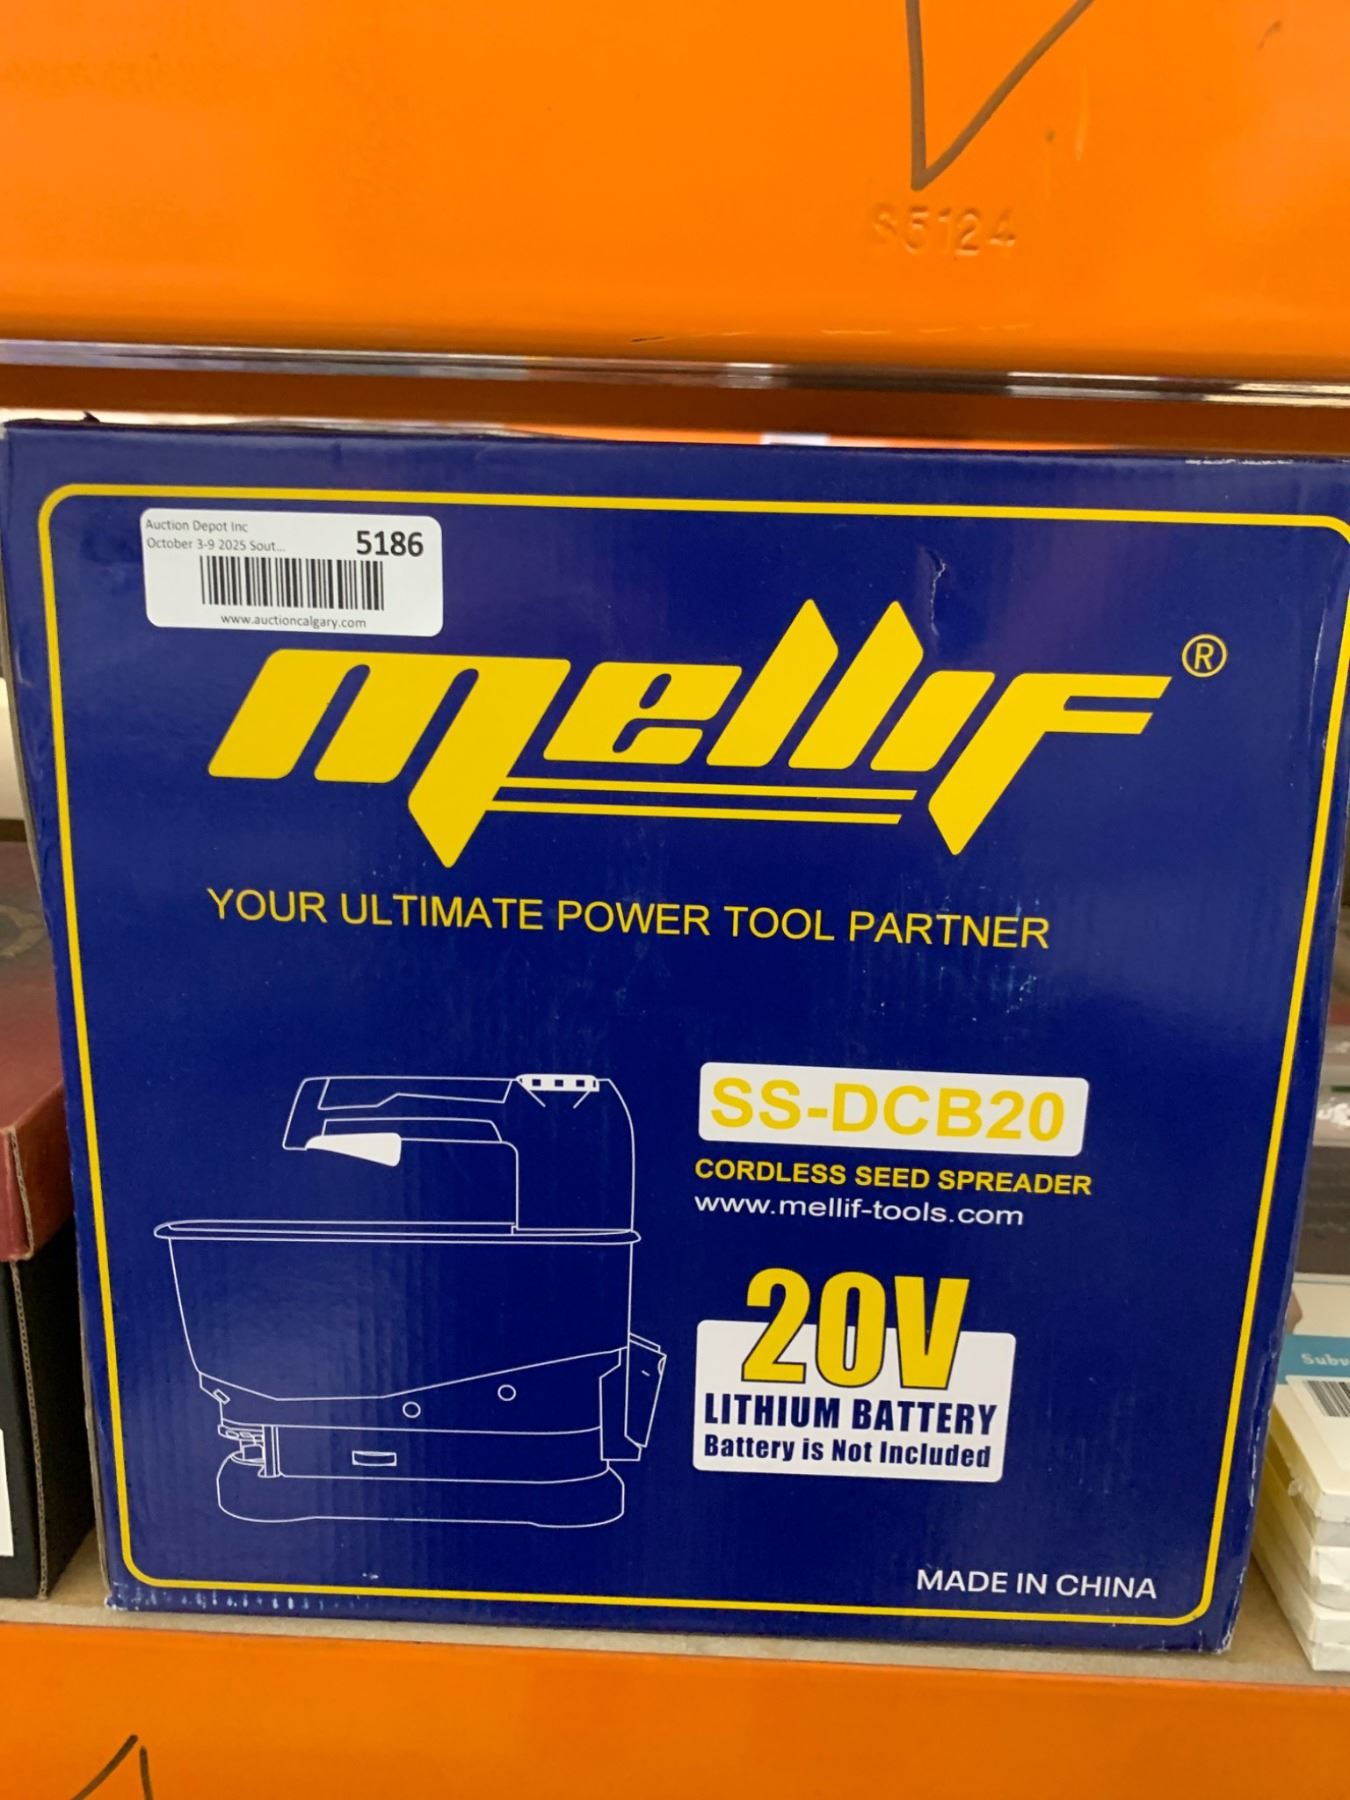 S5124
Auction Depot Inc
October 3-9 2025 Sout...
5186
www.auctioncalgary.com
mellif®
YOUR ULTIMATE POWER TOOL PARTNER
SS-DCB20
CORDLESS SEED SPREADER
www.mellif-tools.com
20V
LITHIUM BATTERY
Battery is Not Included
MADE IN CHINA